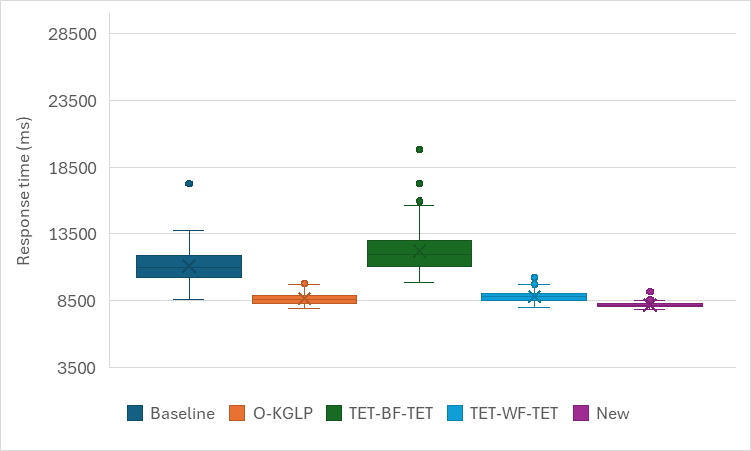 28500
23500
18500
13500
8500
3500
Response time (ms)
Baseline
O-KGLP
TET-BF-TET
TET-WF-TET
New